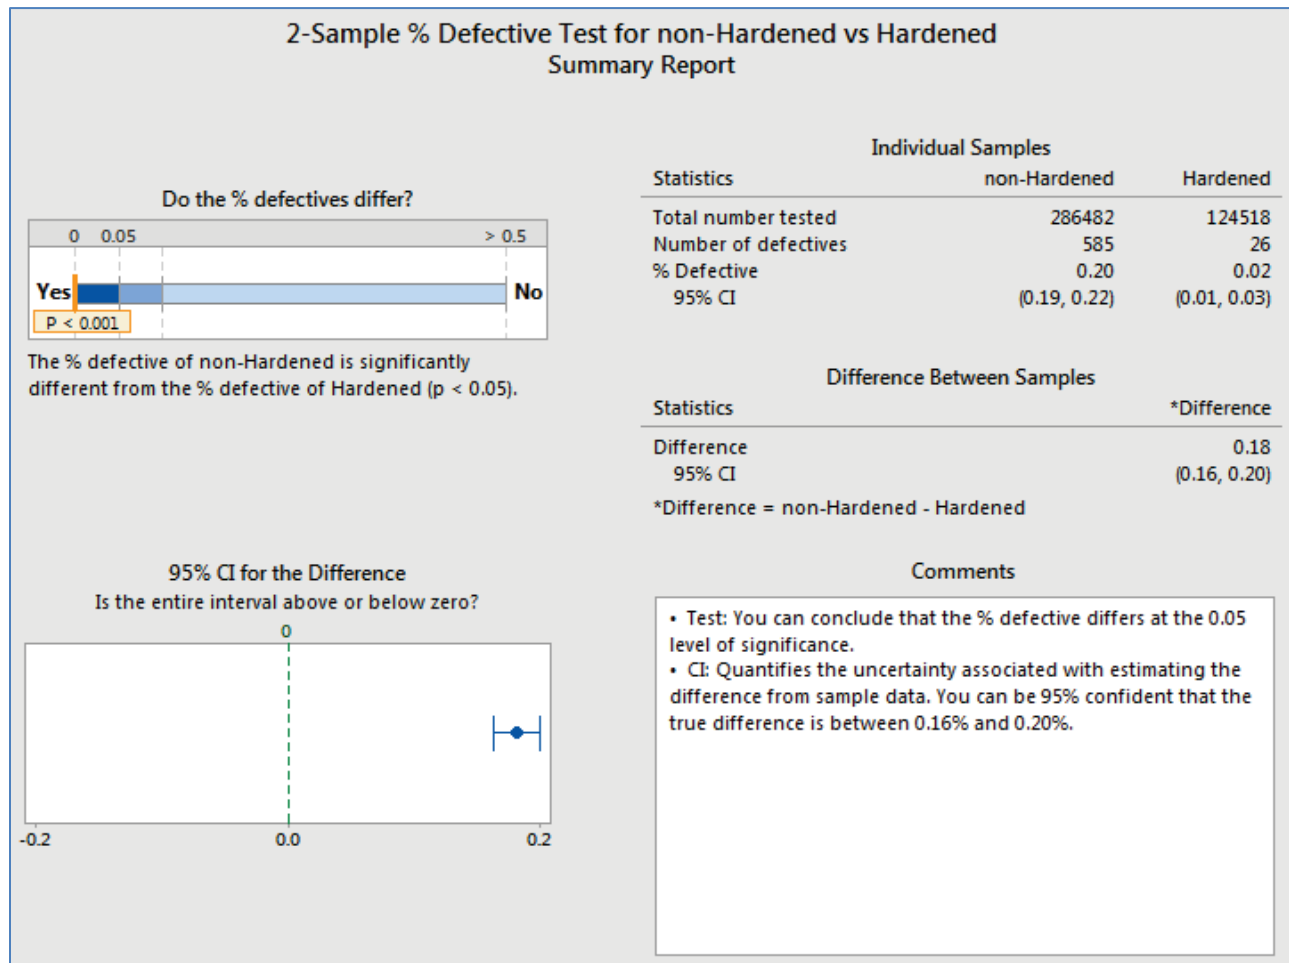 2-Sample % Defective Test for non-Hardened vs Hardened
Summary Report
Do the % defectives differ?
0 0.05 > 0.5
Yes No
P < 0.001
The % defective of non-Hardened is significantly
different from the % defective of Hardened (p < 0.05).
Individual Samples
Statistics non-Hardened Hardened
Total number tested 286482 124518
Number of defectives 585 26
% Defective 0.20 0.02
95% CI (0.19, 0.22) (0.01, 0.03)
Difference Between Samples
Statistics *Difference
Difference 0.18
95% CI (0.16, 0.20)
*Difference = non-Hardened - Hardened
95% CI for the Difference
Is the entire interval above or below zero?
0
-0.2 0.0 0.2
Comments
• Test: You can conclude that the % defective differs at the 0.05
level of significance.
• CI: Quantifies the uncertainty associated with estimating the
difference from sample data. You can be 95% confident that the
true difference is between 0.16% and 0.20%.